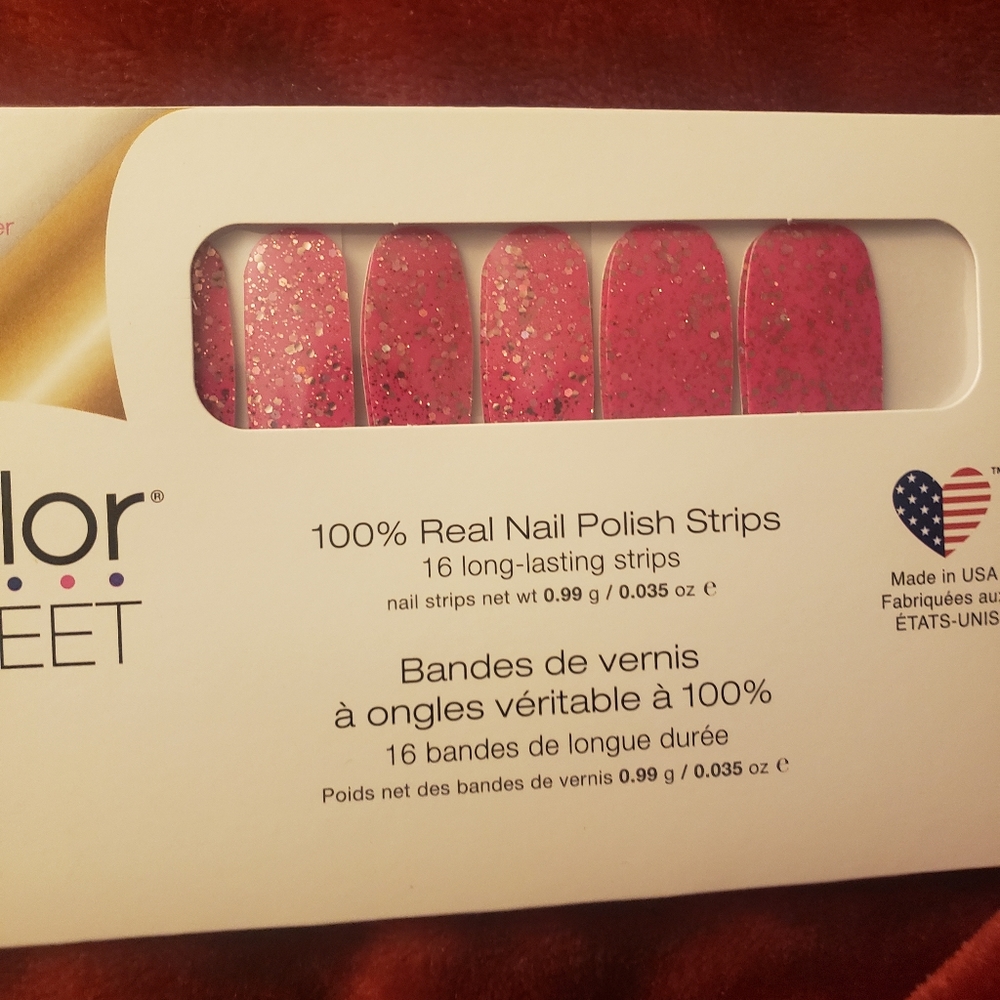 er
lor®
EET
100% Real Nail Polish Strips
16 long-lasting strips
nail strips net wt 0.99 g / 0.035 oz ℮
Bandes de vernis
à ongles véritable à 100%
16 bandes de longue durée
Poids net des bandes de vernis 0.99 g / 0.035 oz ℮
TM
Made in USA
Fabriquées aux
ÉTATS-UNIS